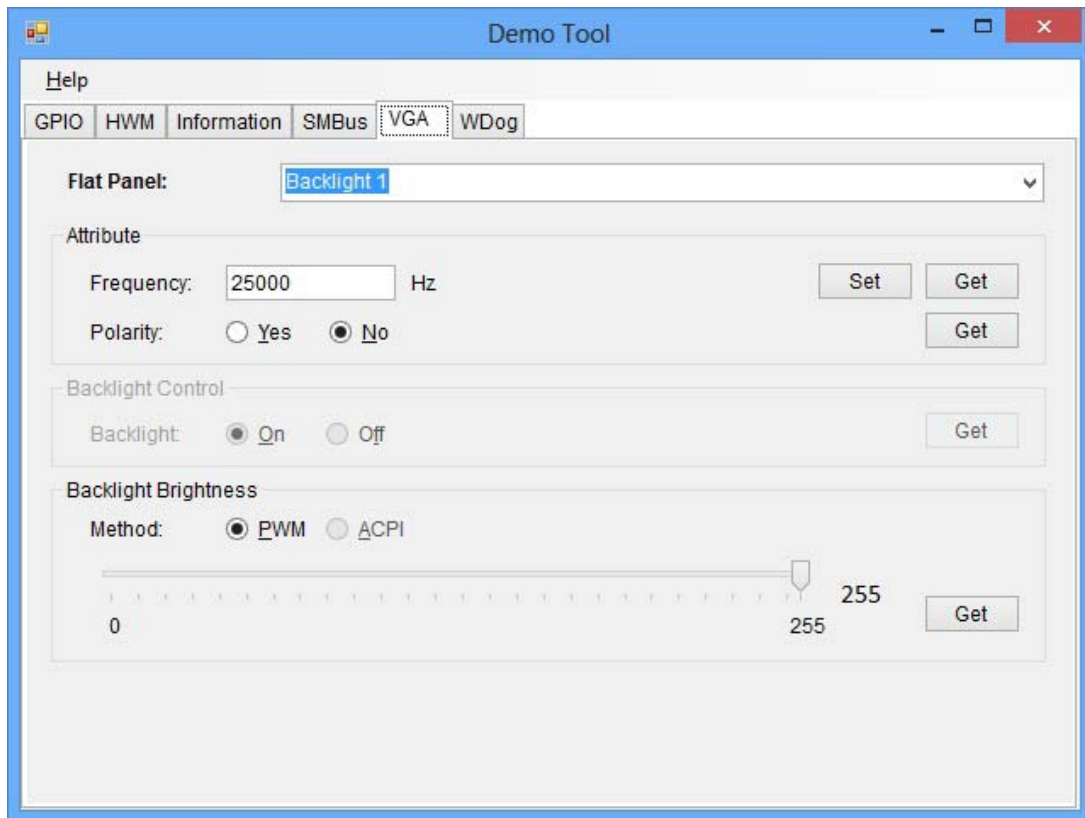 Demo Tool
Help
GPIO HWM Information SMBus VGA WDog
Flat Panel: Backlight 1
Attribute
Frequency: 25000 Hz Set Get
Polarity: Yes No Get
Backlight Control
Backlight: On Off Get
Backlight Brightness
Method: PWM ACPI
255
0 255 Get